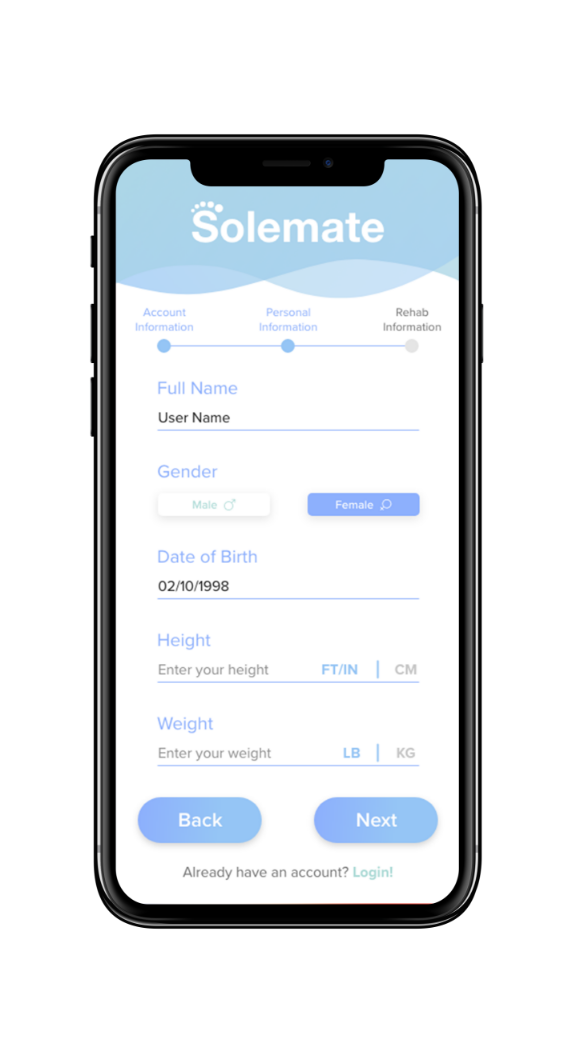 Solemate
Account Information
Personal Information
Rehab Information
Full Name
User Name
Gender
Male
Female
Date of Birth
02/10/1998
Height
Enter your height FT/IN | CM
Weight
Enter your weight LB | KG
Back
Next
Already have an account? Login!